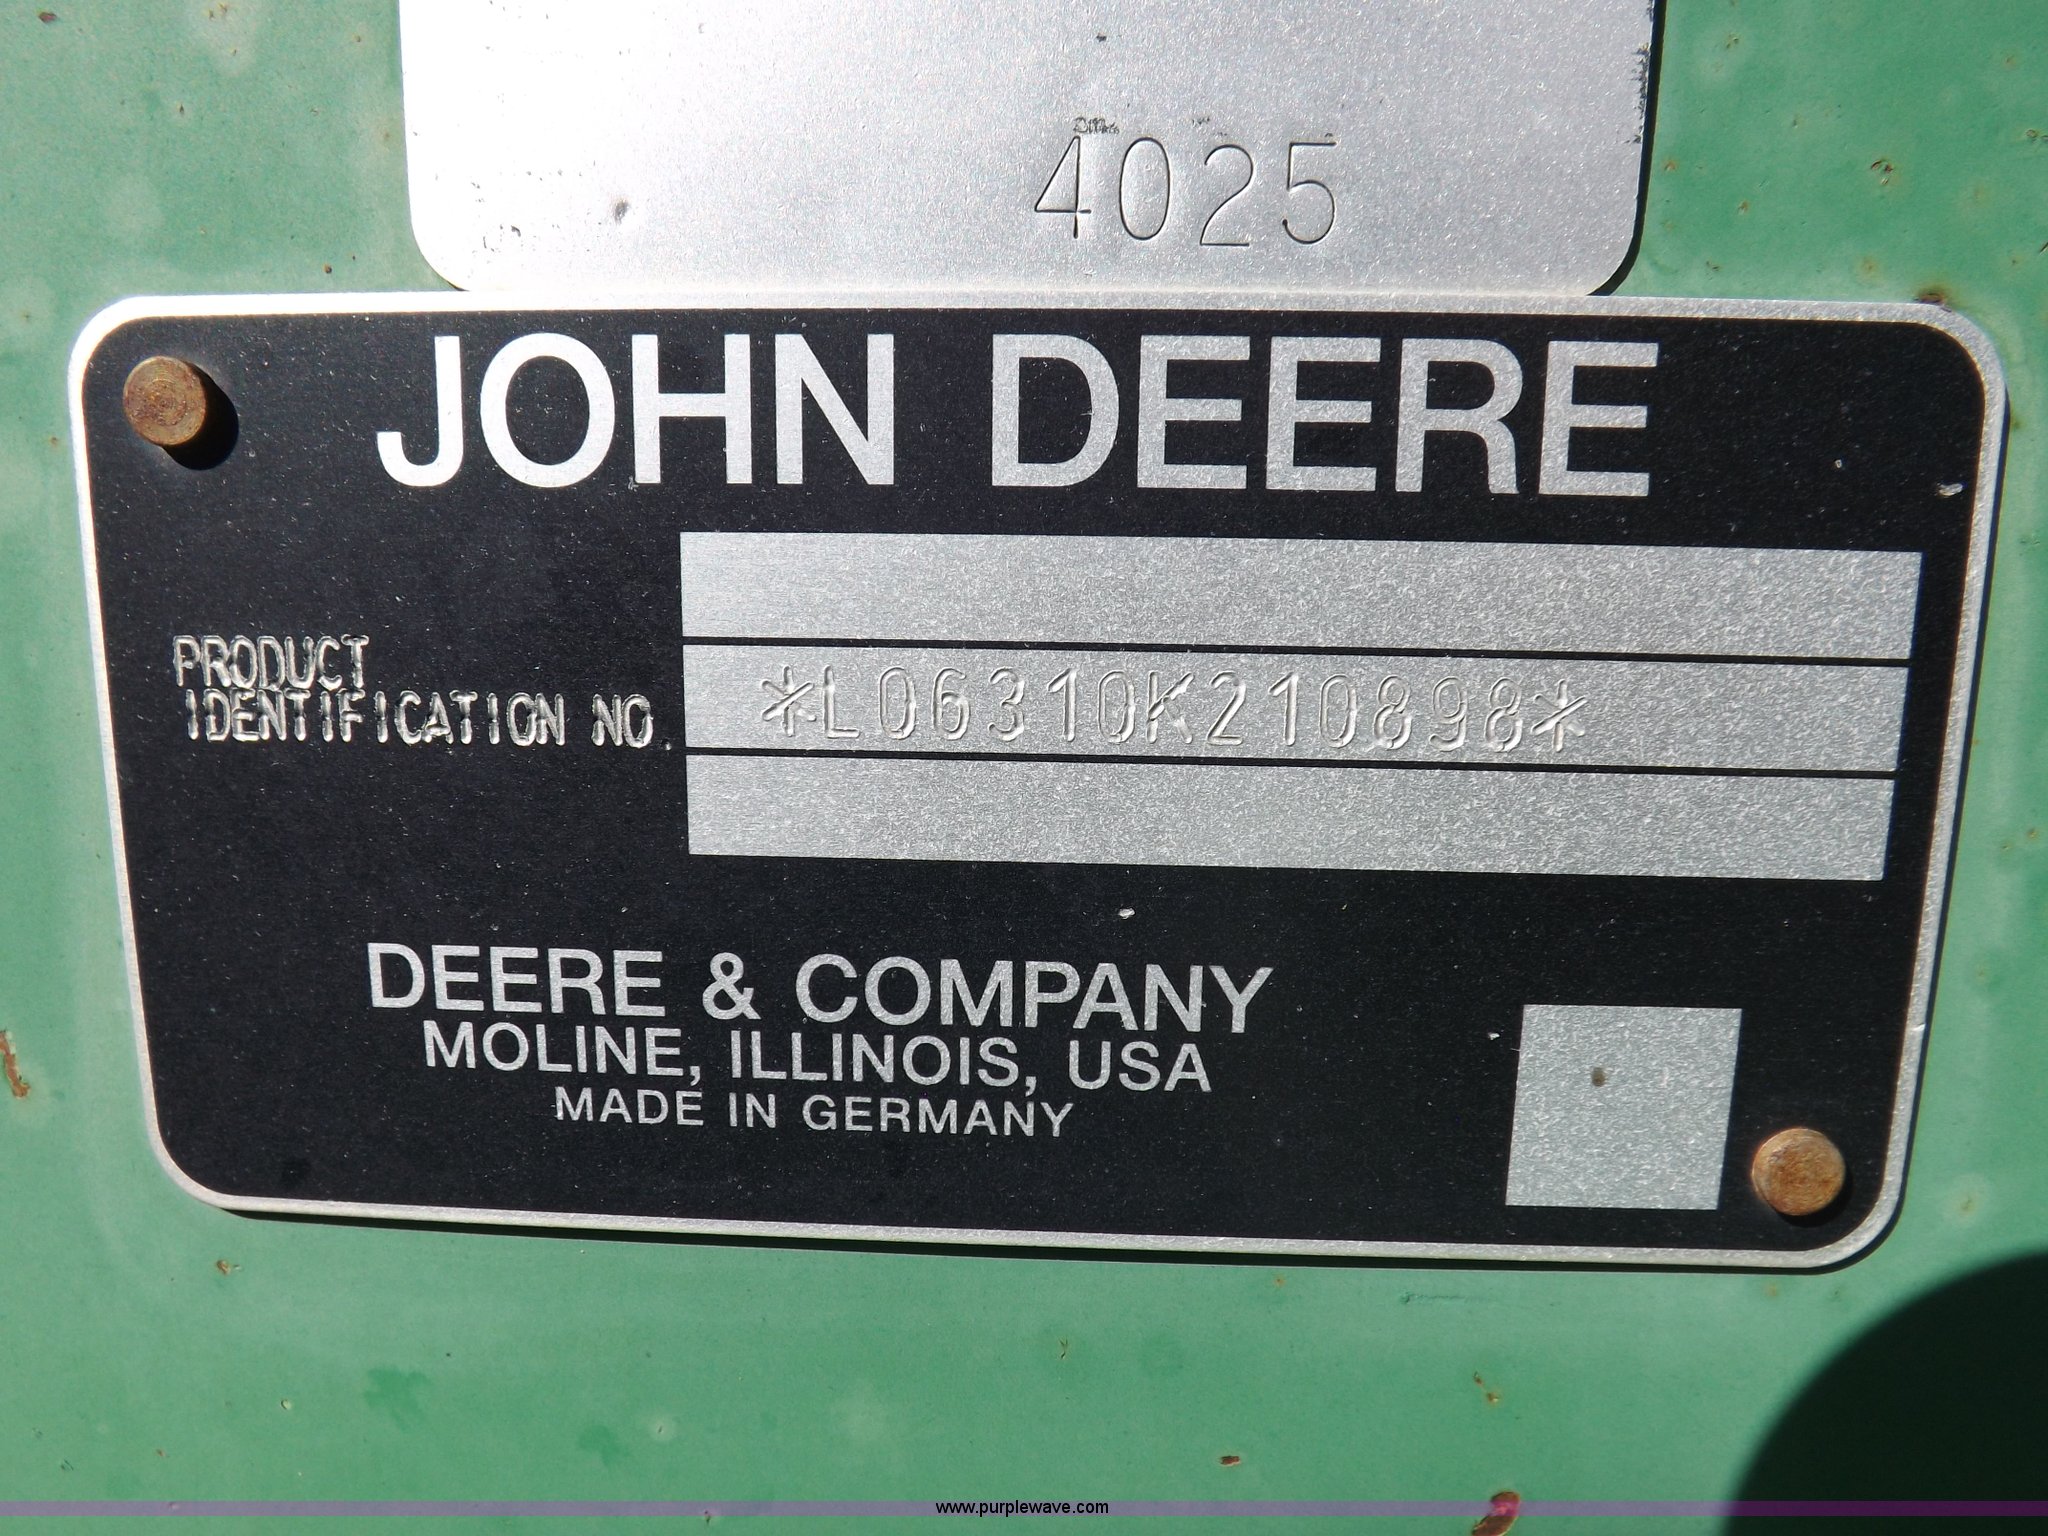 4025
JOHN DEERE
PRODUCT
IDENTIFICATION NO.
*L06310K210898*
DEERE & COMPANY
MOLINE, ILLINOIS, USA
MADE IN GERMANY
www.purplewave.com